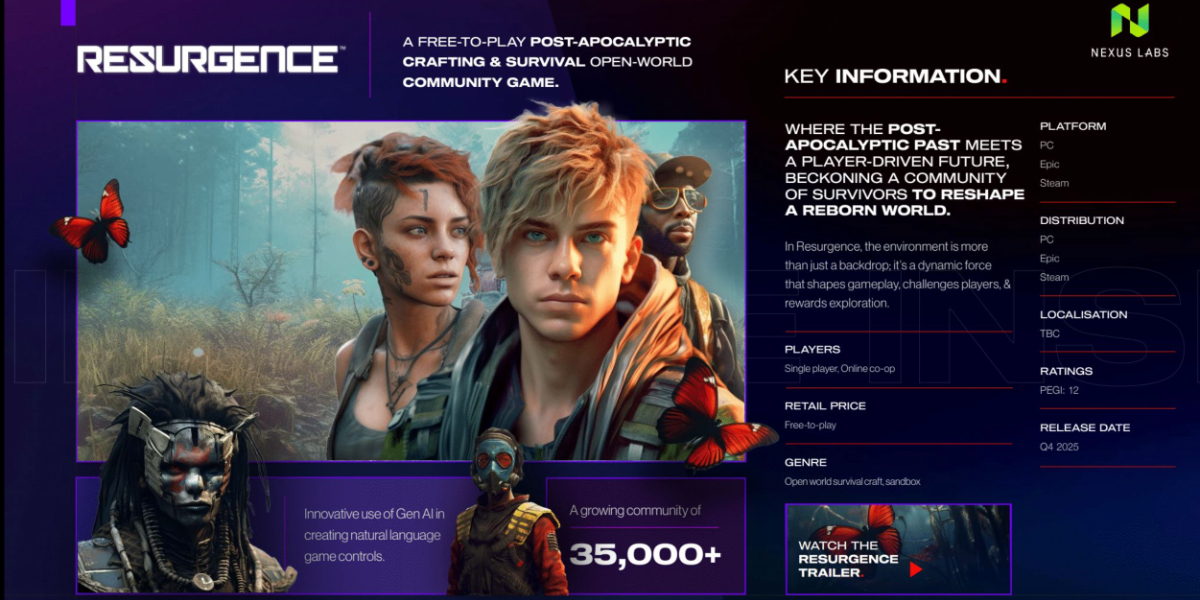 RESURGENCE™
A FREE-TO-PLAY POST-APOCALYPTIC
CRAFTING & SURVIVAL OPEN-WORLD
COMMUNITY GAME.
NEXUS LABS
KEY INFORMATION.
WHERE THE POST-
APOCALYPTIC PAST MEETS
A PLAYER-DRIVEN FUTURE,
BECKONING A COMMUNITY
OF SURVIVORS TO RESHAPE
A REBORN WORLD.
In Resurgence, the environment is more
than just a backdrop; it's a dynamic force
that shapes gameplay, challenges players, &
rewards exploration.
PLAYERS
Single player, Online co-op
RETAIL PRICE
Free-to-play
GENRE
Open world survival craft, sandbox
PLATFORM
PC
Epic
Steam
DISTRIBUTION
PC
Epic
Steam
LOCALISATION
TBC
RATINGS
PEGI: 12
RELEASE DATE
Q4 2025
Innovative use of Gen AI in
creating natural language
game controls.
A growing community of
35,000+
WATCH THE
RESURGENCE
TRAILER.